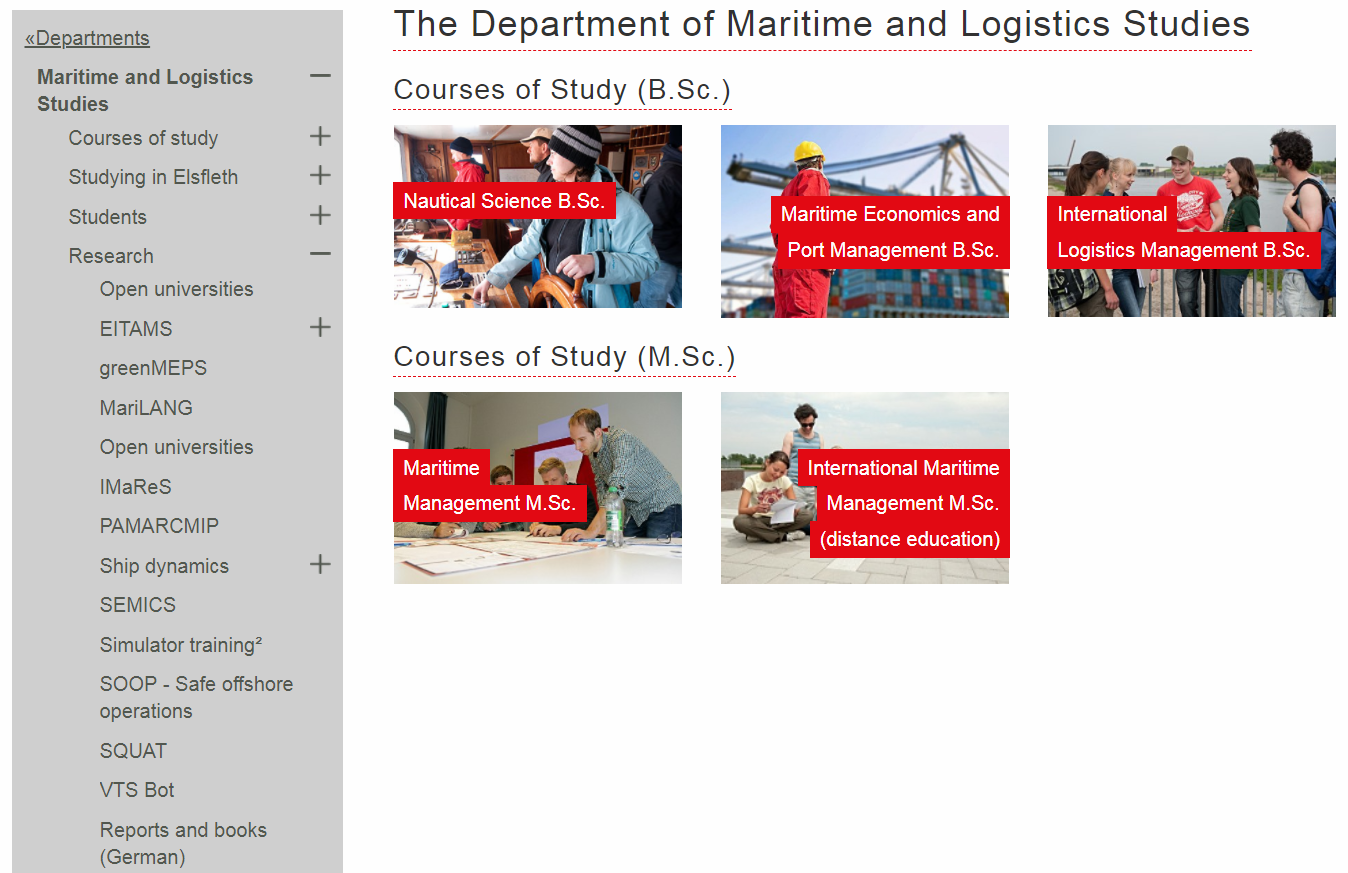 «Departments
Maritime and Logistics
Studies
Courses of study
Studying in Elsfleth
Students
Research
Open universities
EITAMS
greenMEPS
MariLANG
Open universities
IMaReS
PAMARCMIP
Ship dynamics
SEMICS
Simulator training²
SOOP - Safe offshore
operations
SQUAT
VTS Bot
Reports and books
(German)
The Department of Maritime and Logistics Studies
Courses of Study (B.Sc.)
Nautical Science B.Sc.
Maritime Economics and
Port Management B.Sc.
International
Logistics Management B.Sc.
Courses of Study (M.Sc.)
Maritime
Management M.Sc.
International Maritime
Management M.Sc.
(distance education)